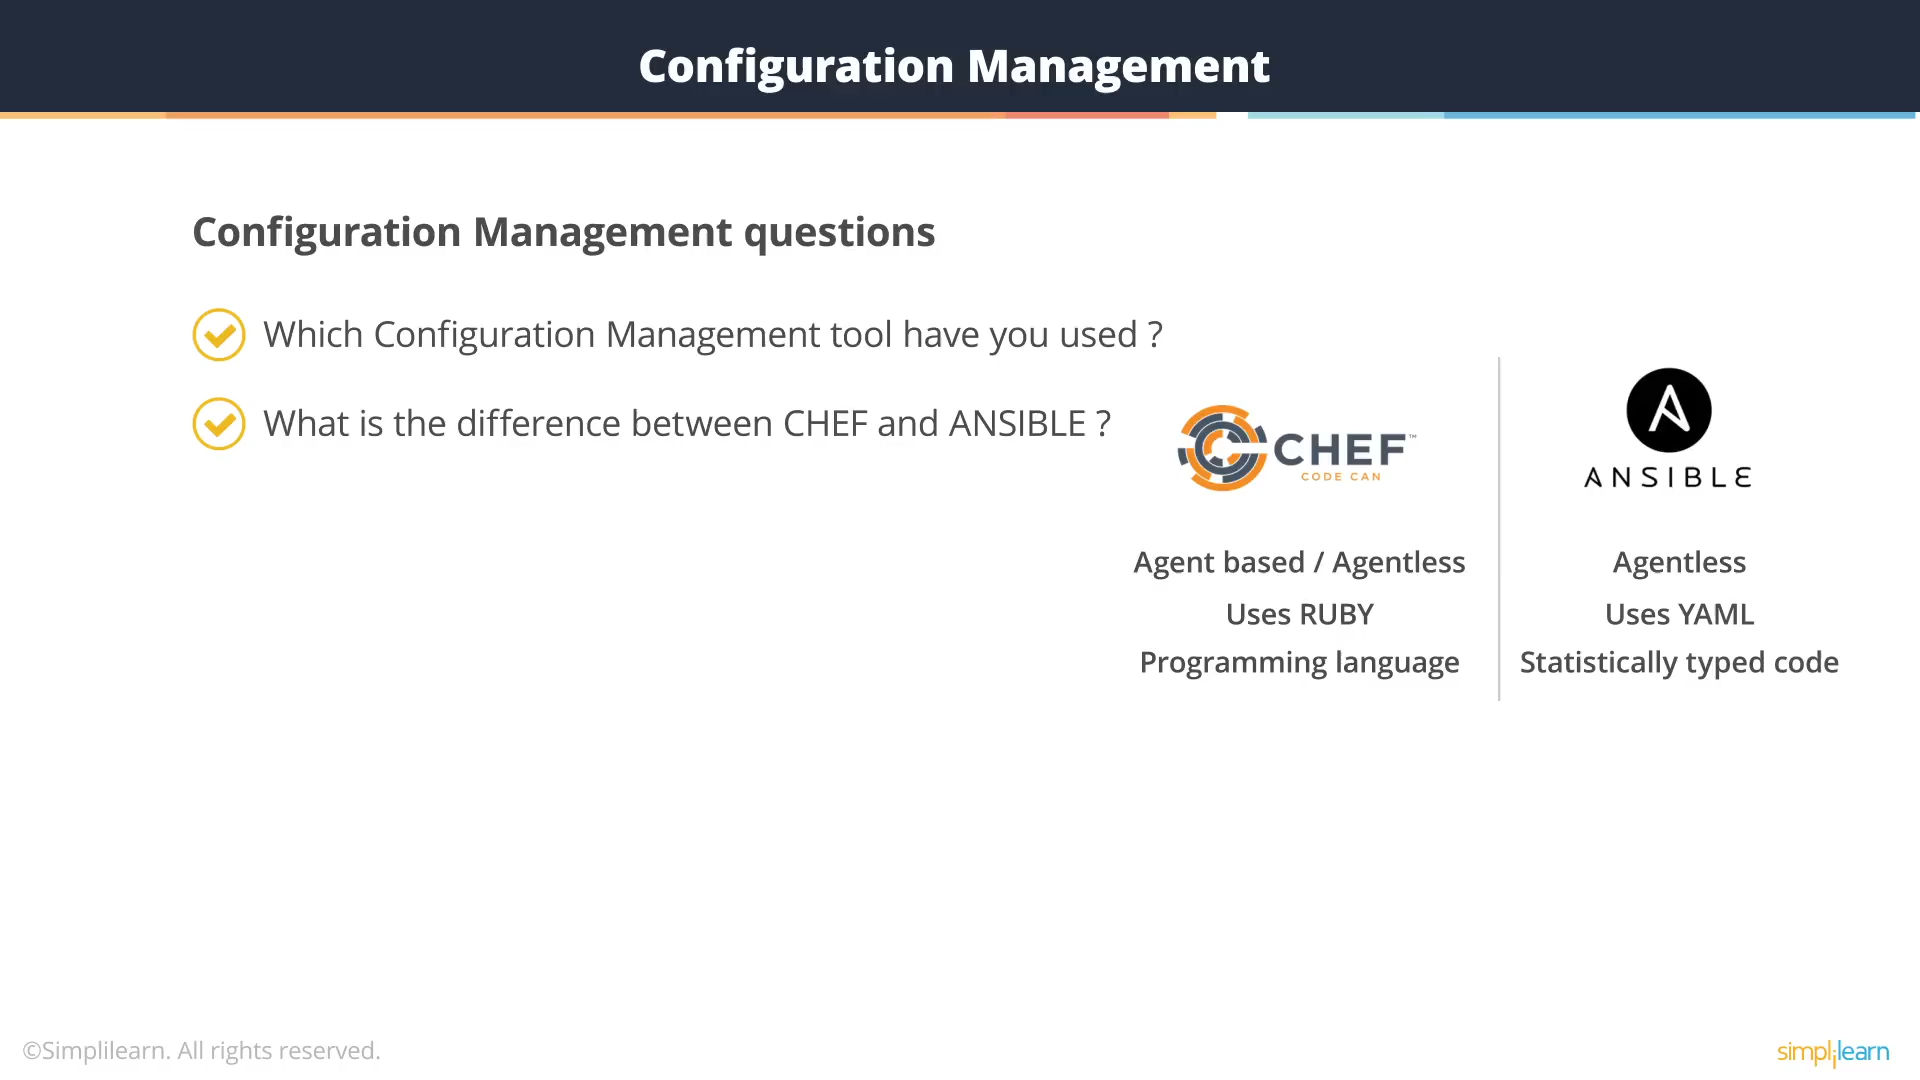 Configuration Management
Configuration Management questions
Which Configuration Management tool have you used ?
What is the difference between CHEF and ANSIBLE ?
CHEF™
CODE CAN
Agent based / Agentless
Uses RUBY
Programming language
A
ANSIBLE
Agentless
Uses YAML
Statistically typed code
©Simplilearn. All rights reserved.
simplilearn